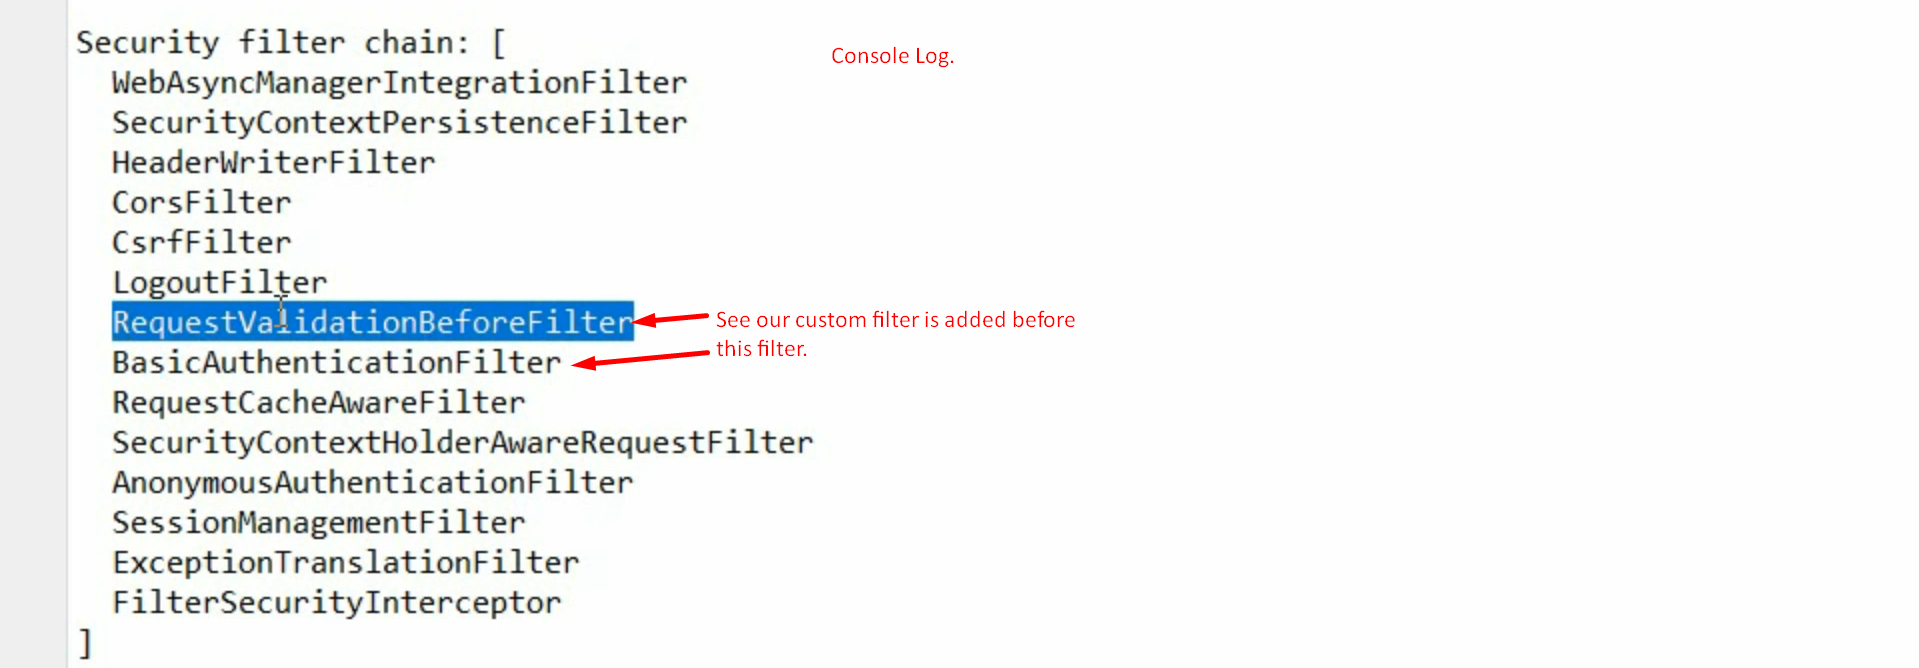 Security filter chain: [
Console Log.
WebAsyncManagerIntegrationFilter
SecurityContextPersistenceFilter
HeaderWriterFilter
CorsFilter
CsrfFilter
LogoutFilter
RequestValidationBeforeFilter
See our custom filter is added before
this filter.
BasicAuthenticationFilter
RequestCacheAwareFilter
SecurityContextHolderAwareRequestFilter
AnonymousAuthenticationFilter
SessionManagementFilter
ExceptionTranslationFilter
FilterSecurityInterceptor
]